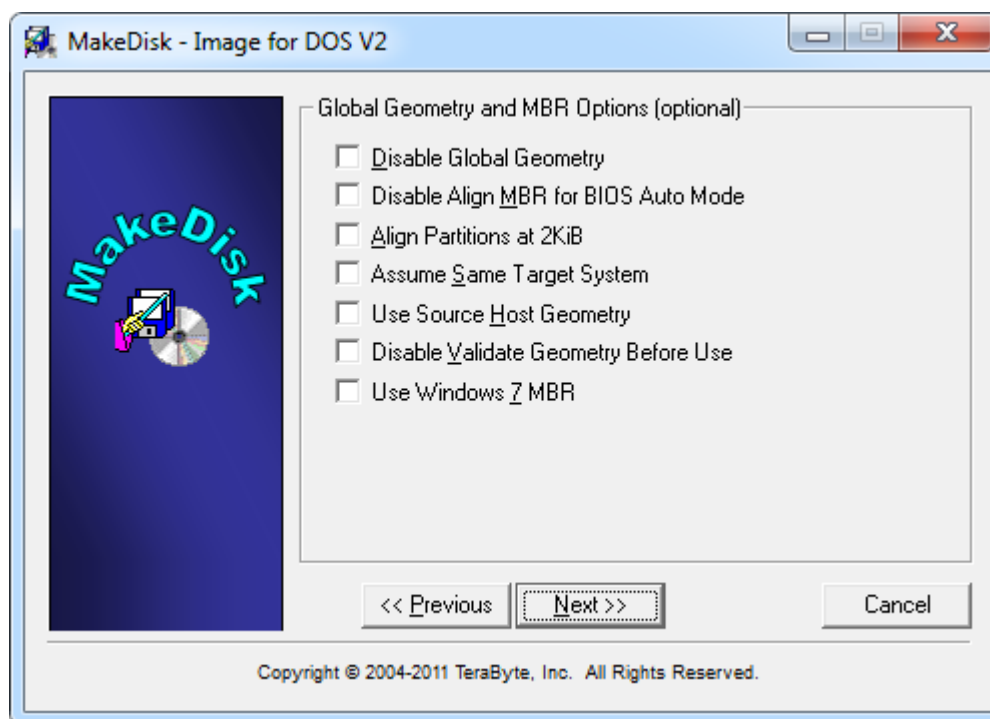 MakeDisk - Image for DOS V2
MakeDisk
Global Geometry and MBR Options (optional)
Disable Global Geometry
Disable Align MBR for BIOS Auto Mode
Align Partitions at 2KiB
Assume Same Target System
Use Source Host Geometry
Disable Validate Geometry Before Use
Use Windows 7 MBR
<< Previous
Next >>
Cancel
Copyright © 2004-2011 TeraByte, Inc.  All Rights Reserved.